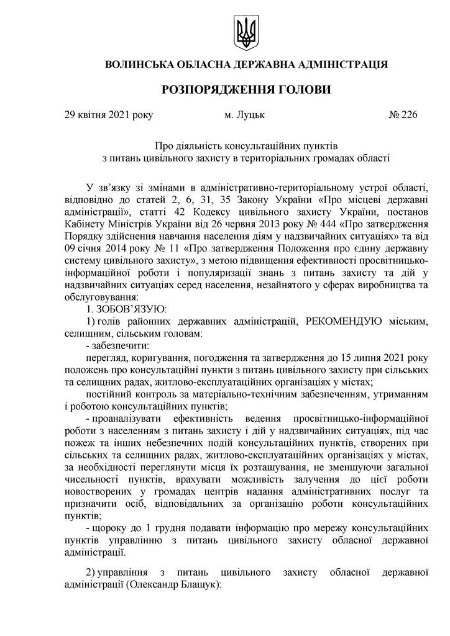 ВОЛИНСЬКА ОБЛАСНА ДЕРЖАВНА АДМІНІСТРАЦІЯ
РОЗПОРЯДЖЕННЯ ГОЛОВИ
29 квітня 2021 року м. Луцьк № 226
Про діяльність консультаційних пунктів
з питань цивільного захисту в територіальних громадах області
У зв’язку зі змінами в адміністративно-територіальному устрої області,
відповідно до статей 2, 6, 31, 35 Закону України «Про місцеві державні
адміністрації», статті 42 Кодексу цивільного захисту України, постанов
Кабінету Міністрів України від 26 червня 2013 року № 444 «Про затвердження
Порядку здійснення навчання населення діям у надзвичайних ситуаціях» та від
09 січня 2014 року № 11 «Про затвердження Положення про єдину державну
систему цивільного захисту», з метою підвищення ефективності просвітницько-
інформаційної роботи і популяризації знань з питань захисту та дій у
надзвичайних ситуаціях серед населення, незайнятого у сферах виробництва та
обслуговування:
1. ЗОБОВ’ЯЗУЮ:
1) голів районних державних адміністрацій, РЕКОМЕНДУЮ міським,
селищним, сільським головам:
- забезпечити:
перегляд, коригування, погодження та затвердження до 15 липня 2021 року
положень про консультаційні пункти з питань цивільного захисту при сільських
та селищних радах, житлово-експлуатаційних організаціях у містах;
постійний контроль за матеріально-технічним забезпеченням, утриманням
і роботою консультаційних пунктів;
- проаналізувати ефективність ведення просвітницько-інформаційної
роботи з населенням з питань захисту і дій у надзвичайних ситуаціях, під час
пожеж та інших небезпечних подій консультаційних пунктів, створених при
сільських та селищних радах, житлово-експлуатаційних організаціях у містах,
за необхідності переглянути місця їх розташування, не зменшуючи загальної
чисельності пунктів, врахувати можливість залучення до цієї роботи
новостворених у громадах центрів надання адміністративних послуг та
призначити осіб, відповідальних за організацію роботи консультаційних
пунктів;
- щороку до 1 грудня подавати інформацію про мережу консультаційних
пунктів управлінню з питань цивільного захисту обласної державної
адміністрації.
2) управління з питань цивільного захисту обласної державної
адміністрації (Олександр Блащук):